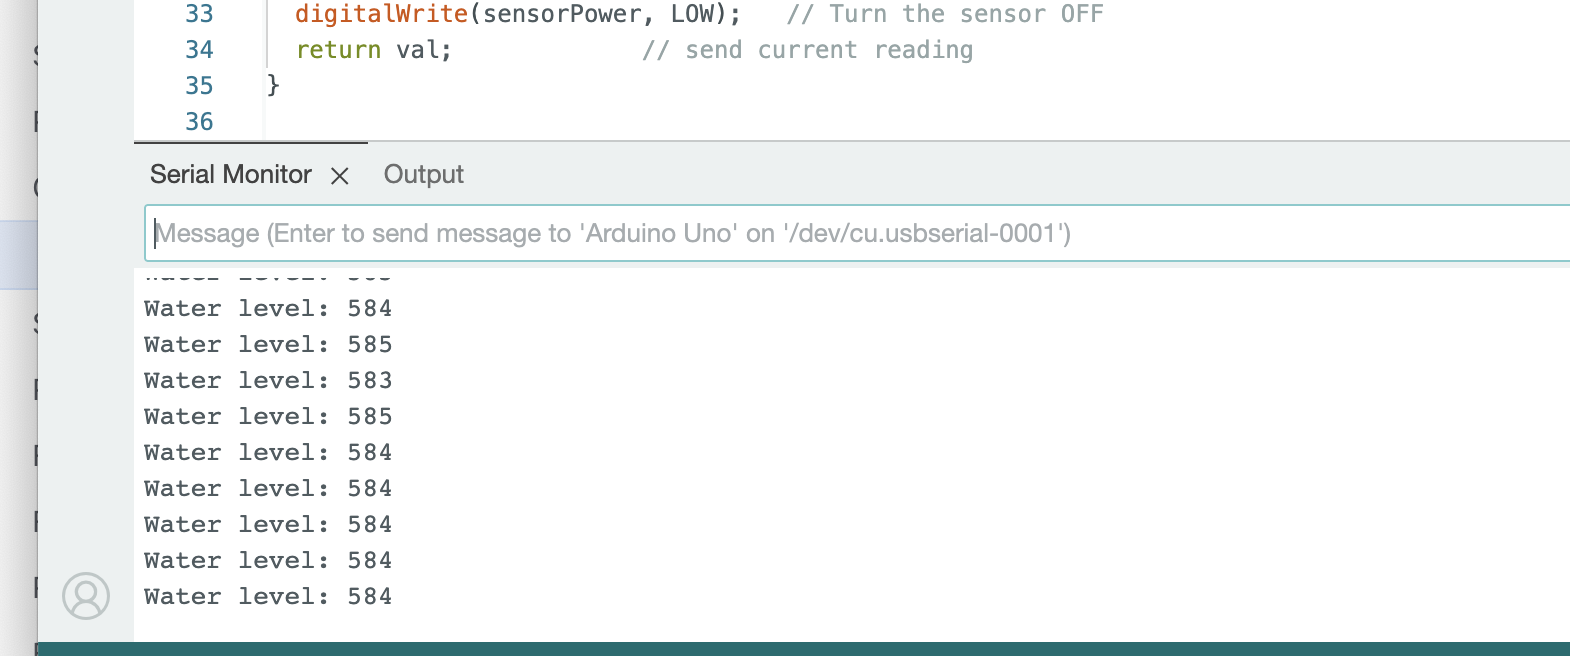 33 digitalWrite(sensorPower, LOW); // Turn the sensor OFF
34 return val; // send current reading
35 }
36
Serial Monitor Output
Message (Enter to send message to 'Arduino Uno' on '/dev/cu.usbserial-0001')
Water level: 584
Water level: 585
Water level: 583
Water level: 585
Water level: 584
Water level: 584
Water level: 584
Water level: 584
Water level: 584